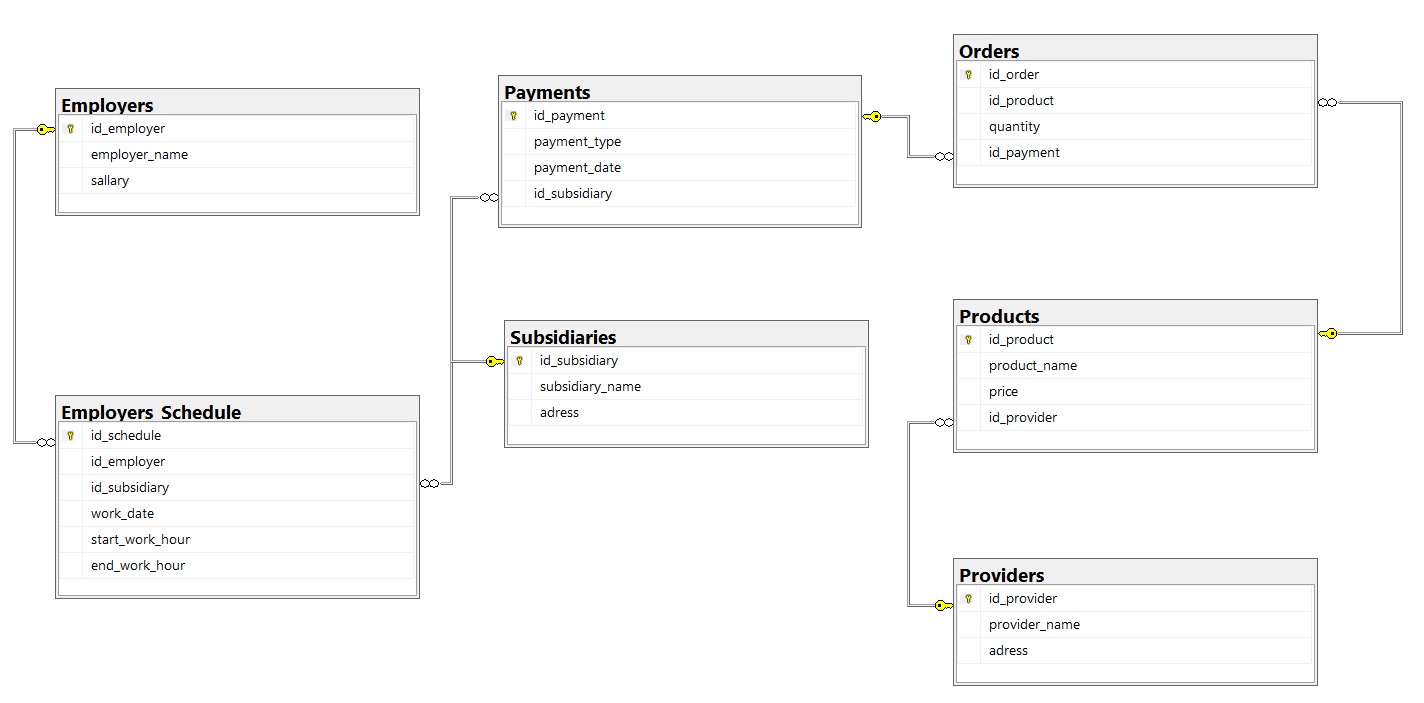 Employers
id_employer
employer_name
sallary
Employers_Schedule
id_schedule
id_employer
id_subsidiary
work_date
start_work_hour
end_work_hour
Payments
id_payment
payment_type
payment_date
id_subsidiary
Subsidiaries
id_subsidiary
subsidiary_name
adress
Orders
id_order
id_product
quantity
id_payment
Products
id_product
product_name
price
id_provider
Providers
id_provider
provider_name
adress